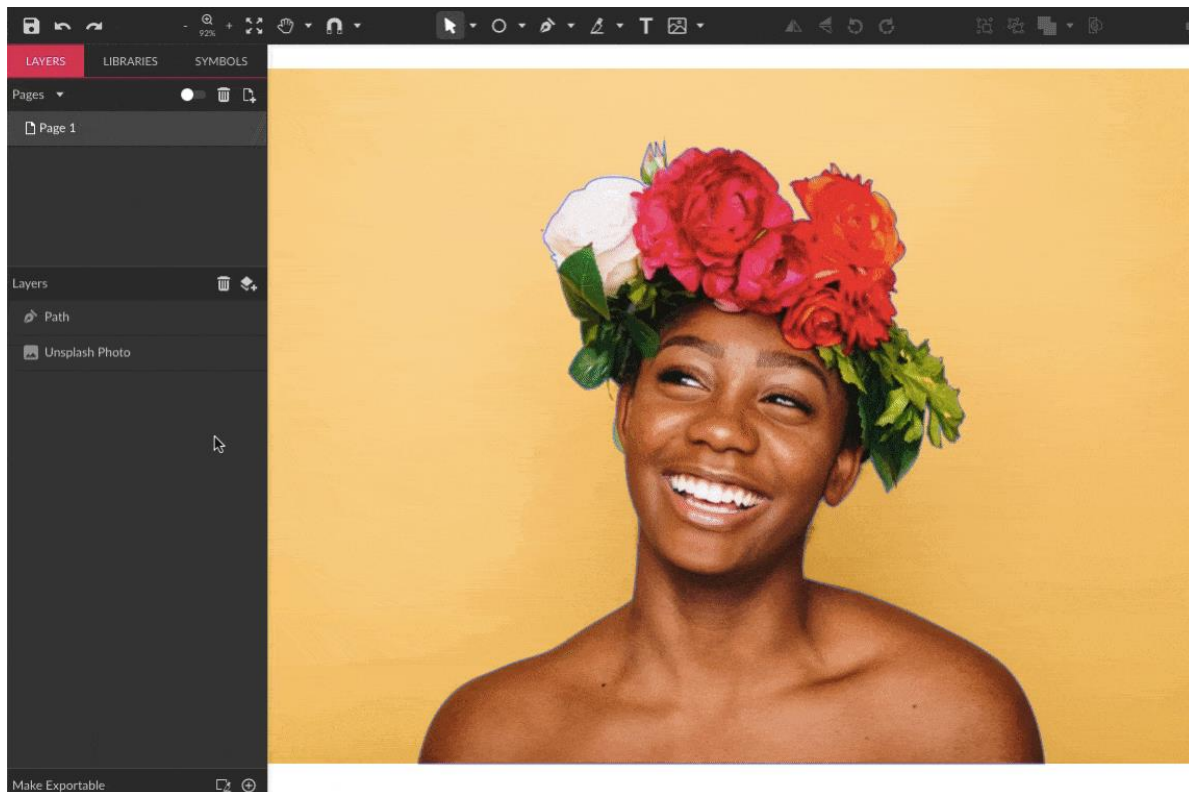 - + 92%
T
LAYERS LIBRARIES SYMBOLS
Pages
Page 1
Layers
Path
Unsplash Photo
Make Exportable